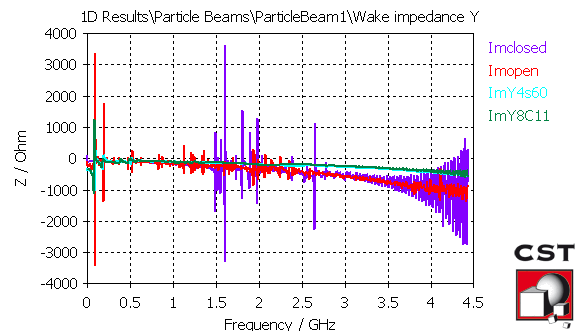 1D Results\Particle Beams\ParticleBeam1\Wake impedance Y
Imclosed
Imopen
ImY4s60
ImY8C11
Z / Ohm
4000
3000
2000
1000
0
-1000
-2000
-3000
-4000
0 0.5 1 1.5 2 2.5 3 3.5 4 4.5
Frequency / GHz
CST